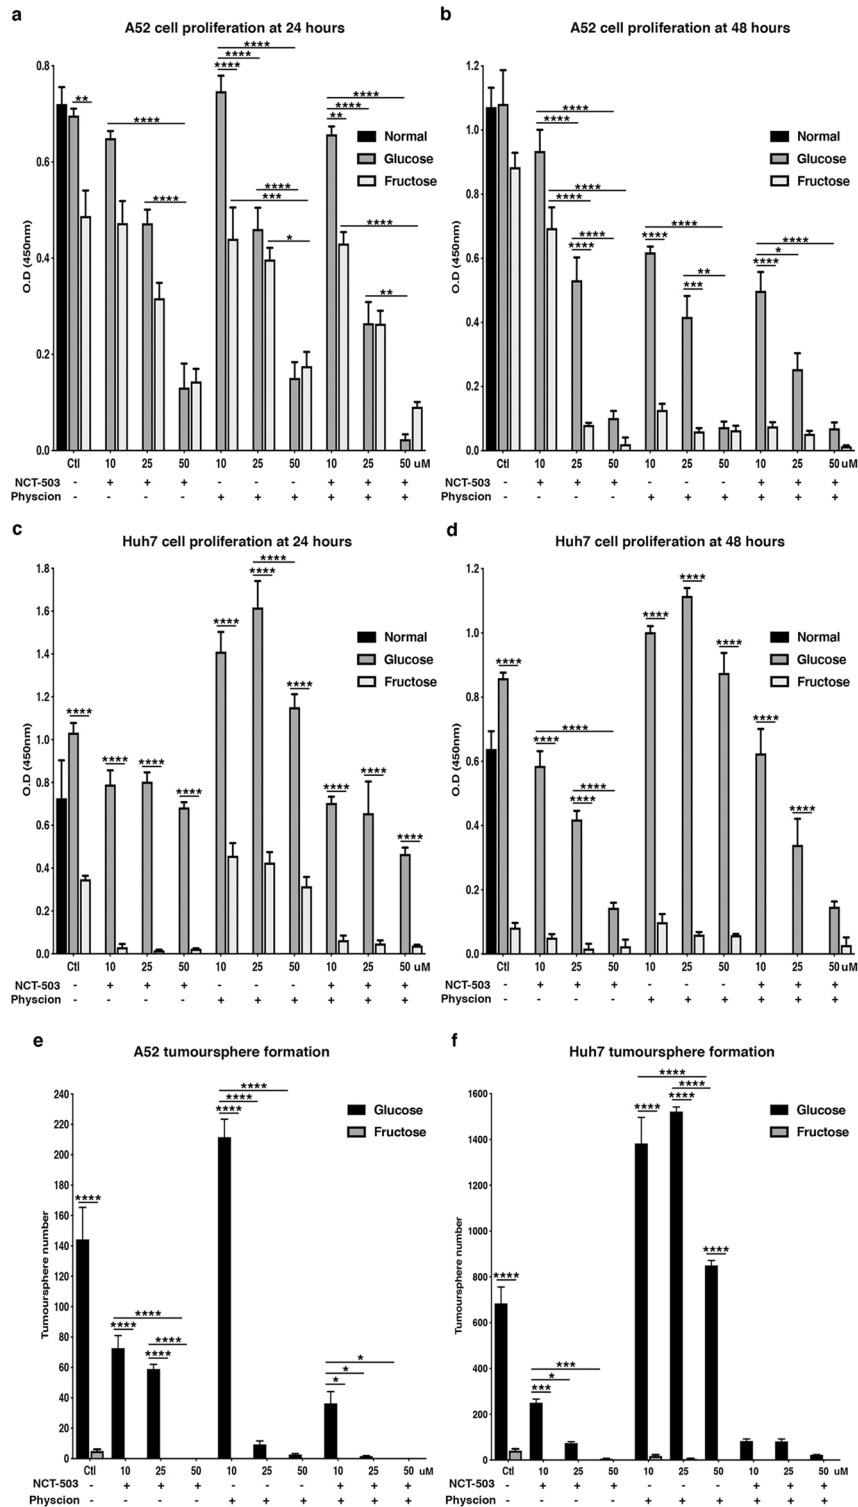 a
A52 cell proliferation at 24 hours
0.8
0.6
0.4
0.2
0.0
O.D (450nm)
** **** **** **** **** **** **** *** **** * **** **** ** **** **
Normal
Glucose
Fructose
Ctl 10 25 50 10 25 50 10 25 50 uM
NCT-503 - + + + - - - + + +
Physcion - - - - + + + + + +
b
A52 cell proliferation at 48 hours
1.2
1.0
0.8
0.6
0.4
0.2
0.0
O.D (450nm)
**** **** **** **** **** **** **** **** ** *** **** * ****
Normal
Glucose
Fructose
Ctl 10 25 50 10 25 50 10 25 50 uM
NCT-503 - + + + - - - + + +
Physcion - - - - + + + + + +
c
Huh7 cell proliferation at 24 hours
1.8
1.6
1.4
1.2
1.0
0.8
0.6
0.4
0.2
0.0
O.D (450nm)
**** **** **** **** **** **** **** **** **** **** ****
Normal
Glucose
Fructose
Ctl 10 25 50 10 25 50 10 25 50 uM
NCT-503 - + + + - - - + + +
Physcion - - - - + + + + + +
d
Huh7 cell proliferation at 48 hours
1.2
1.0
0.8
0.6
0.4
0.2
0.0
O.D (450nm)
**** **** **** **** **** **** **** **** **** ****
Normal
Glucose
Fructose
Ctl 10 25 50 10 25 50 10 25 50 uM
NCT-503 - + + + - - - + + +
Physcion - - - - + + + + + +
e
A52 tumoursphere formation
240
220
200
180
160
140
120
100
80
60
40
20
0
Tumoursphere number
**** **** **** **** **** **** **** **** * * *
Glucose
Fructose
Ctl 10 25 50 10 25 50 10 25 50 uM
NCT-503 - + + + - - - + + +
Physcion - - - - + + + + + +
f
Huh7 tumoursphere formation
1600
1400
1200
1000
800
600
400
200
0
Tumoursphere number
**** *** * *** **** **** **** **** ****
Glucose
Fructose
Ctl 10 25 50 10 25 50 10 25 50 uM
NCT-503 - + + + - - - + + +
Physcion - - - - + + + + + +